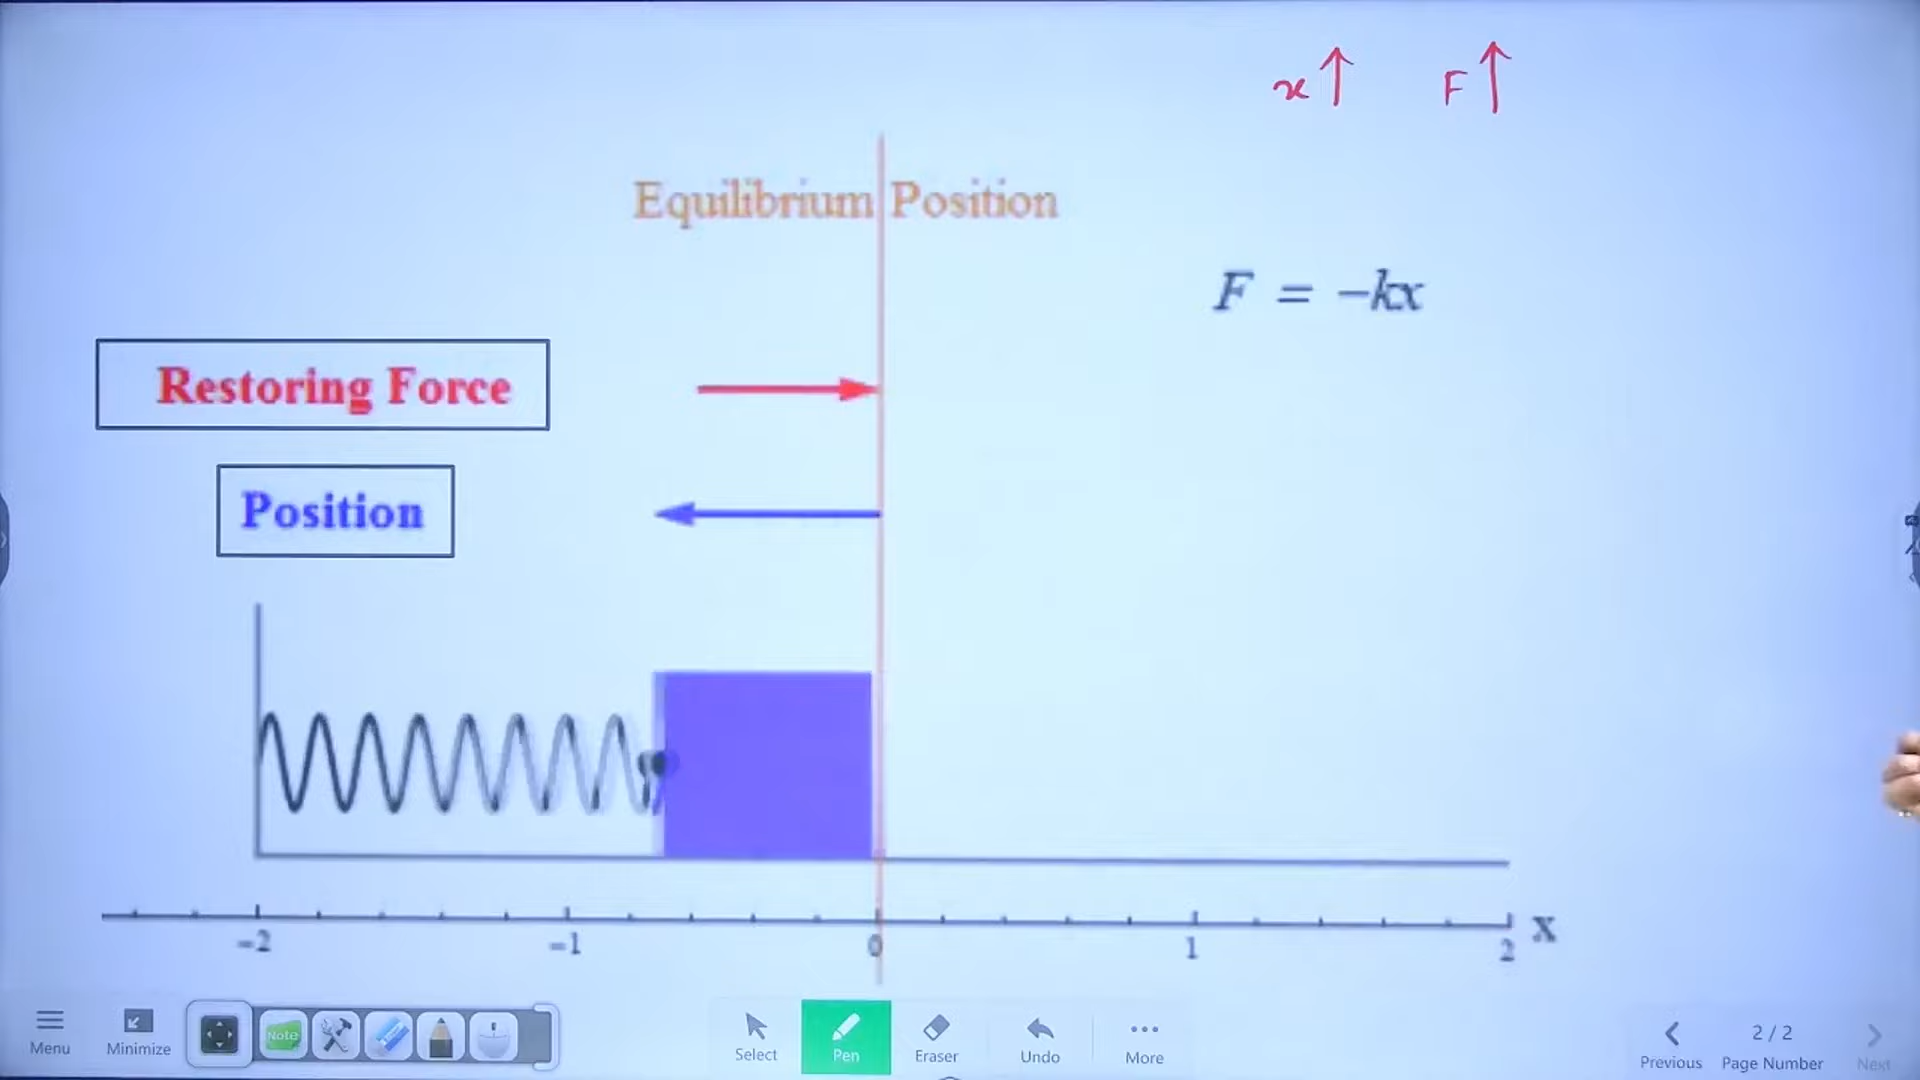 x↑ F↑
Equilibrium Position
F = -kx
Restoring Force
Position
-2 -1 0 1 2 X
Note
Menu Minimize Select Pen Eraser Undo More
2 / 2
Previous Page Number Next